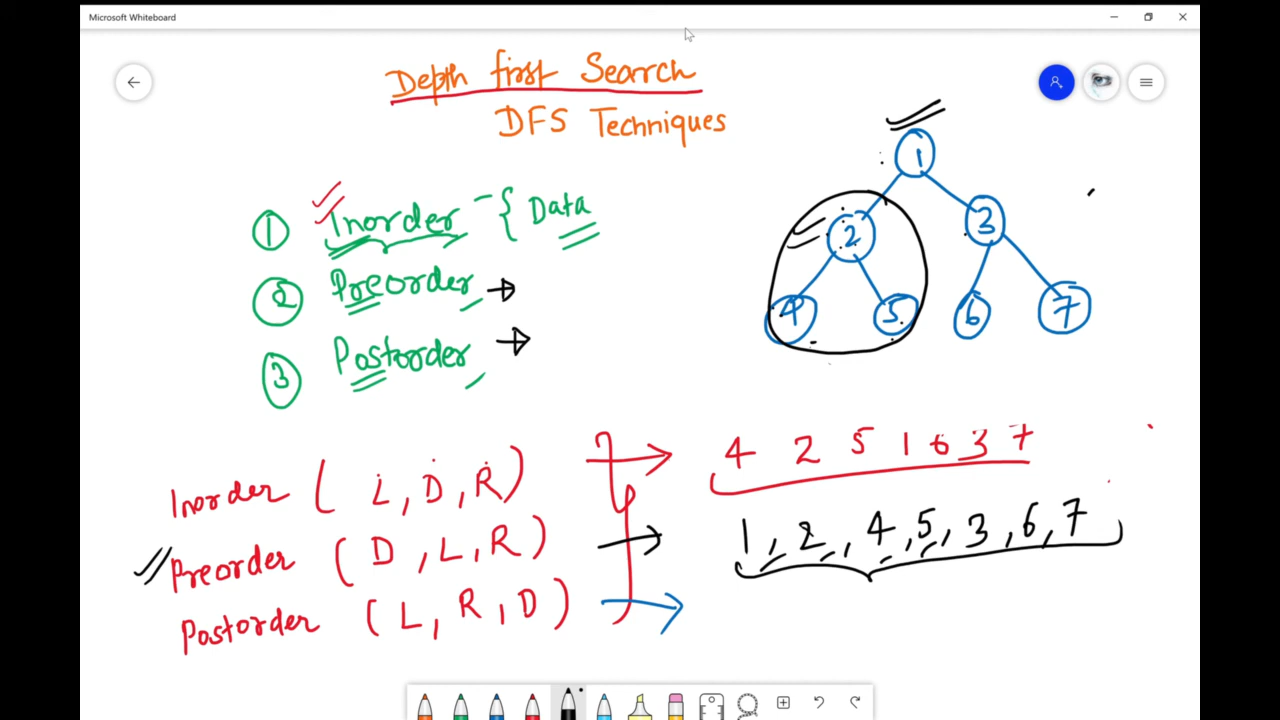 Microsoft Whiteboard
Depth first Search
DFS Techniques
1 Inorder - { Data
2 Preorder →
3 Postorder →
1
2 3
4 5 6 7
Inorder ( L, D, R ) → 4 2 5 1 6 3 7
Preorder ( D, L, R ) → 1, 2, 4, 5, 3, 6, 7
Postorder ( L, R, D ) →